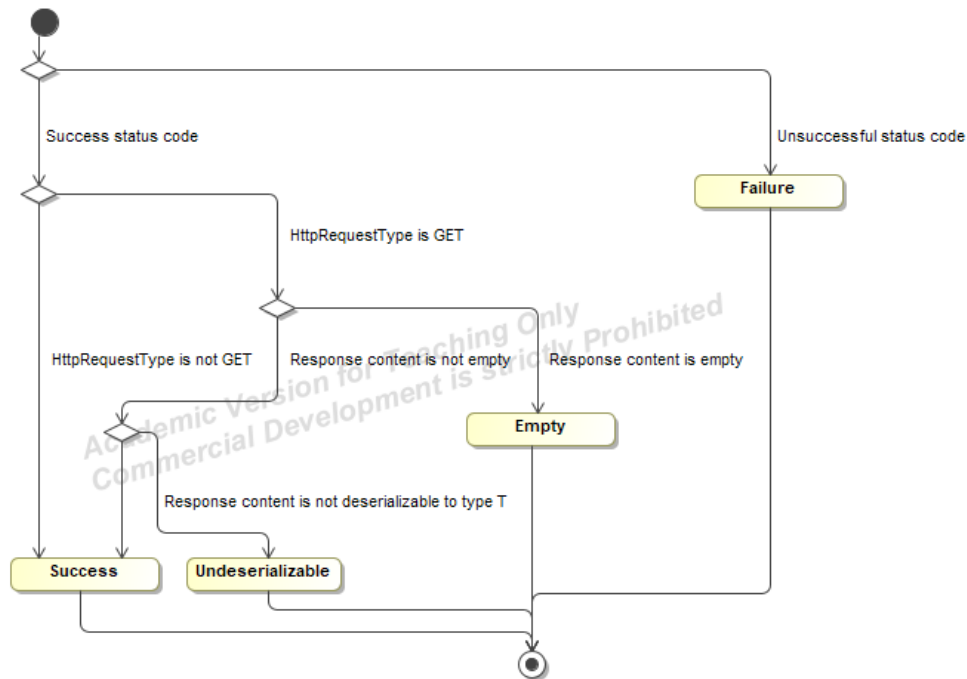 Success status code
Unsuccessful status code
Failure
HttpRequestType is GET
HttpRequestType is not GET
Response content is not empty
Response content is empty
Academic Version for Teaching Only
Commercial Development is strictly Prohibited
Empty
Response content is not deserializable to type T
Success
Undeserializable